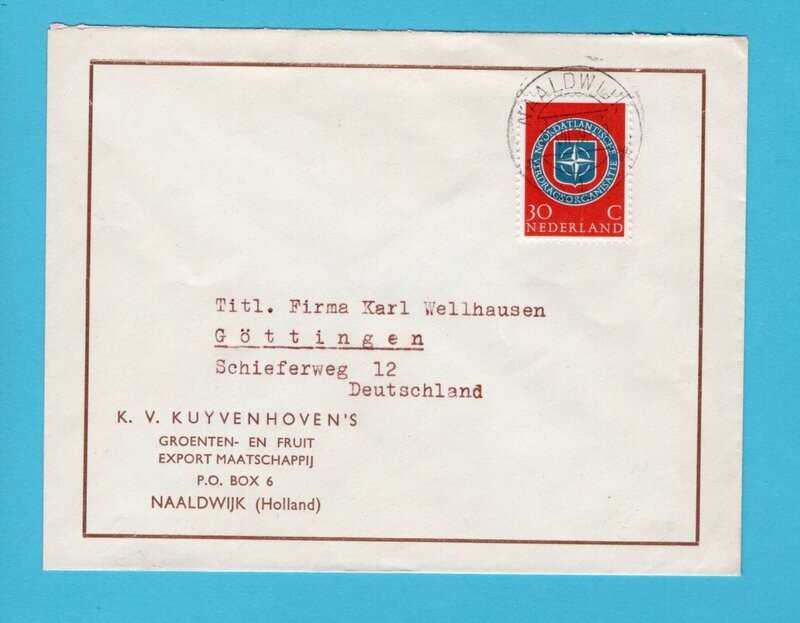 NAALDWIJK
NOORDATLANTISCHE
VERDRAGSORGANISATIE
30 C
NEDERLAND
Titl. Firma Karl Wellhausen
Göttingen
Schieferweg 12
Deutschland
K. V. KUYVENHOVEN'S
GROENTEN- EN FRUIT
EXPORT MAATSCHAPPIJ
P.O. BOX 6
NAALDWIJK (Holland)